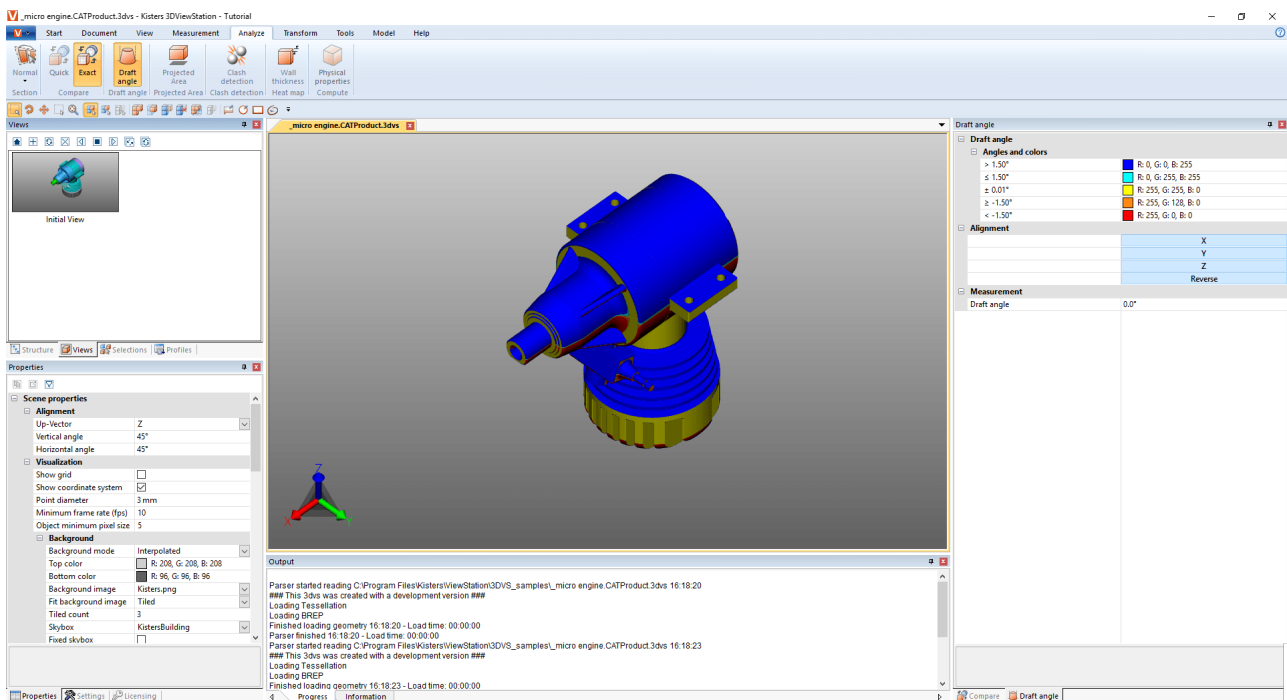 _micro engine.CATProduct.3dvs - Kisters 3DViewStation - Tutorial
V Start Document View Measurement Analyze Transform Tools Model Help
Normal Quick Exact Draft angle Projected Area Clash detection Wall thickness Physical properties
Section Compare Draft angle Projected Area Clash detection Heat map Compute
Views
Initial View
Structure Views Selections Profiles
Properties
Scene properties
Alignment
Up-Vector Z
Vertical angle 45°
Horizontal angle 45°
Visualization
Show grid
Show coordinate system
Point diameter 3 mm
Minimum frame rate (fps) 10
Object minimum pixel size 5
Background
Background mode Interpolated
Top color R: 208, G: 208, B: 208
Bottom color R: 96, G: 96, B: 96
Background image Kisters.png
Fit background image Tiled
Tiled count 3
Skybox KistersBuilding
Fixed skybox
Properties Settings Licensing
_micro engine.CATProduct.3dvs
Z
X
Output
Parser started reading C:\Program Files\Kisters\ViewStation\3DVS_samples\_micro engine.CATProduct.3dvs 16:18:20
### This 3dvs was created with a development version ###
Loading Tessellation
Loading BREP
Finished loading geometry 16:18:20 - Load time: 00:00:00
Parser finished 16:18:20 - Load time: 00:00:00
Parser started reading C:\Program Files\Kisters\ViewStation\3DVS_samples\_micro engine.CATProduct.3dvs 16:18:23
### This 3dvs was created with a development version ###
Loading Tessellation
Loading BREP
Finished loading geometry 16:18:23 - Load time: 00:00:00
Progress Information
Draft angle
Draft angle
Angles and colors
> 1.50° R: 0, G: 0, B: 255
≤ 1.50° R: 0, G: 255, B: 255
± 0.01° R: 255, G: 255, B: 0
≥ -1.50° R: 255, G: 128, B: 0
< -1.50° R: 255, G: 0, B: 0
Alignment
X
Y
Z
Reverse
Measurement
Draft angle 0.0°
Compare Draft angle